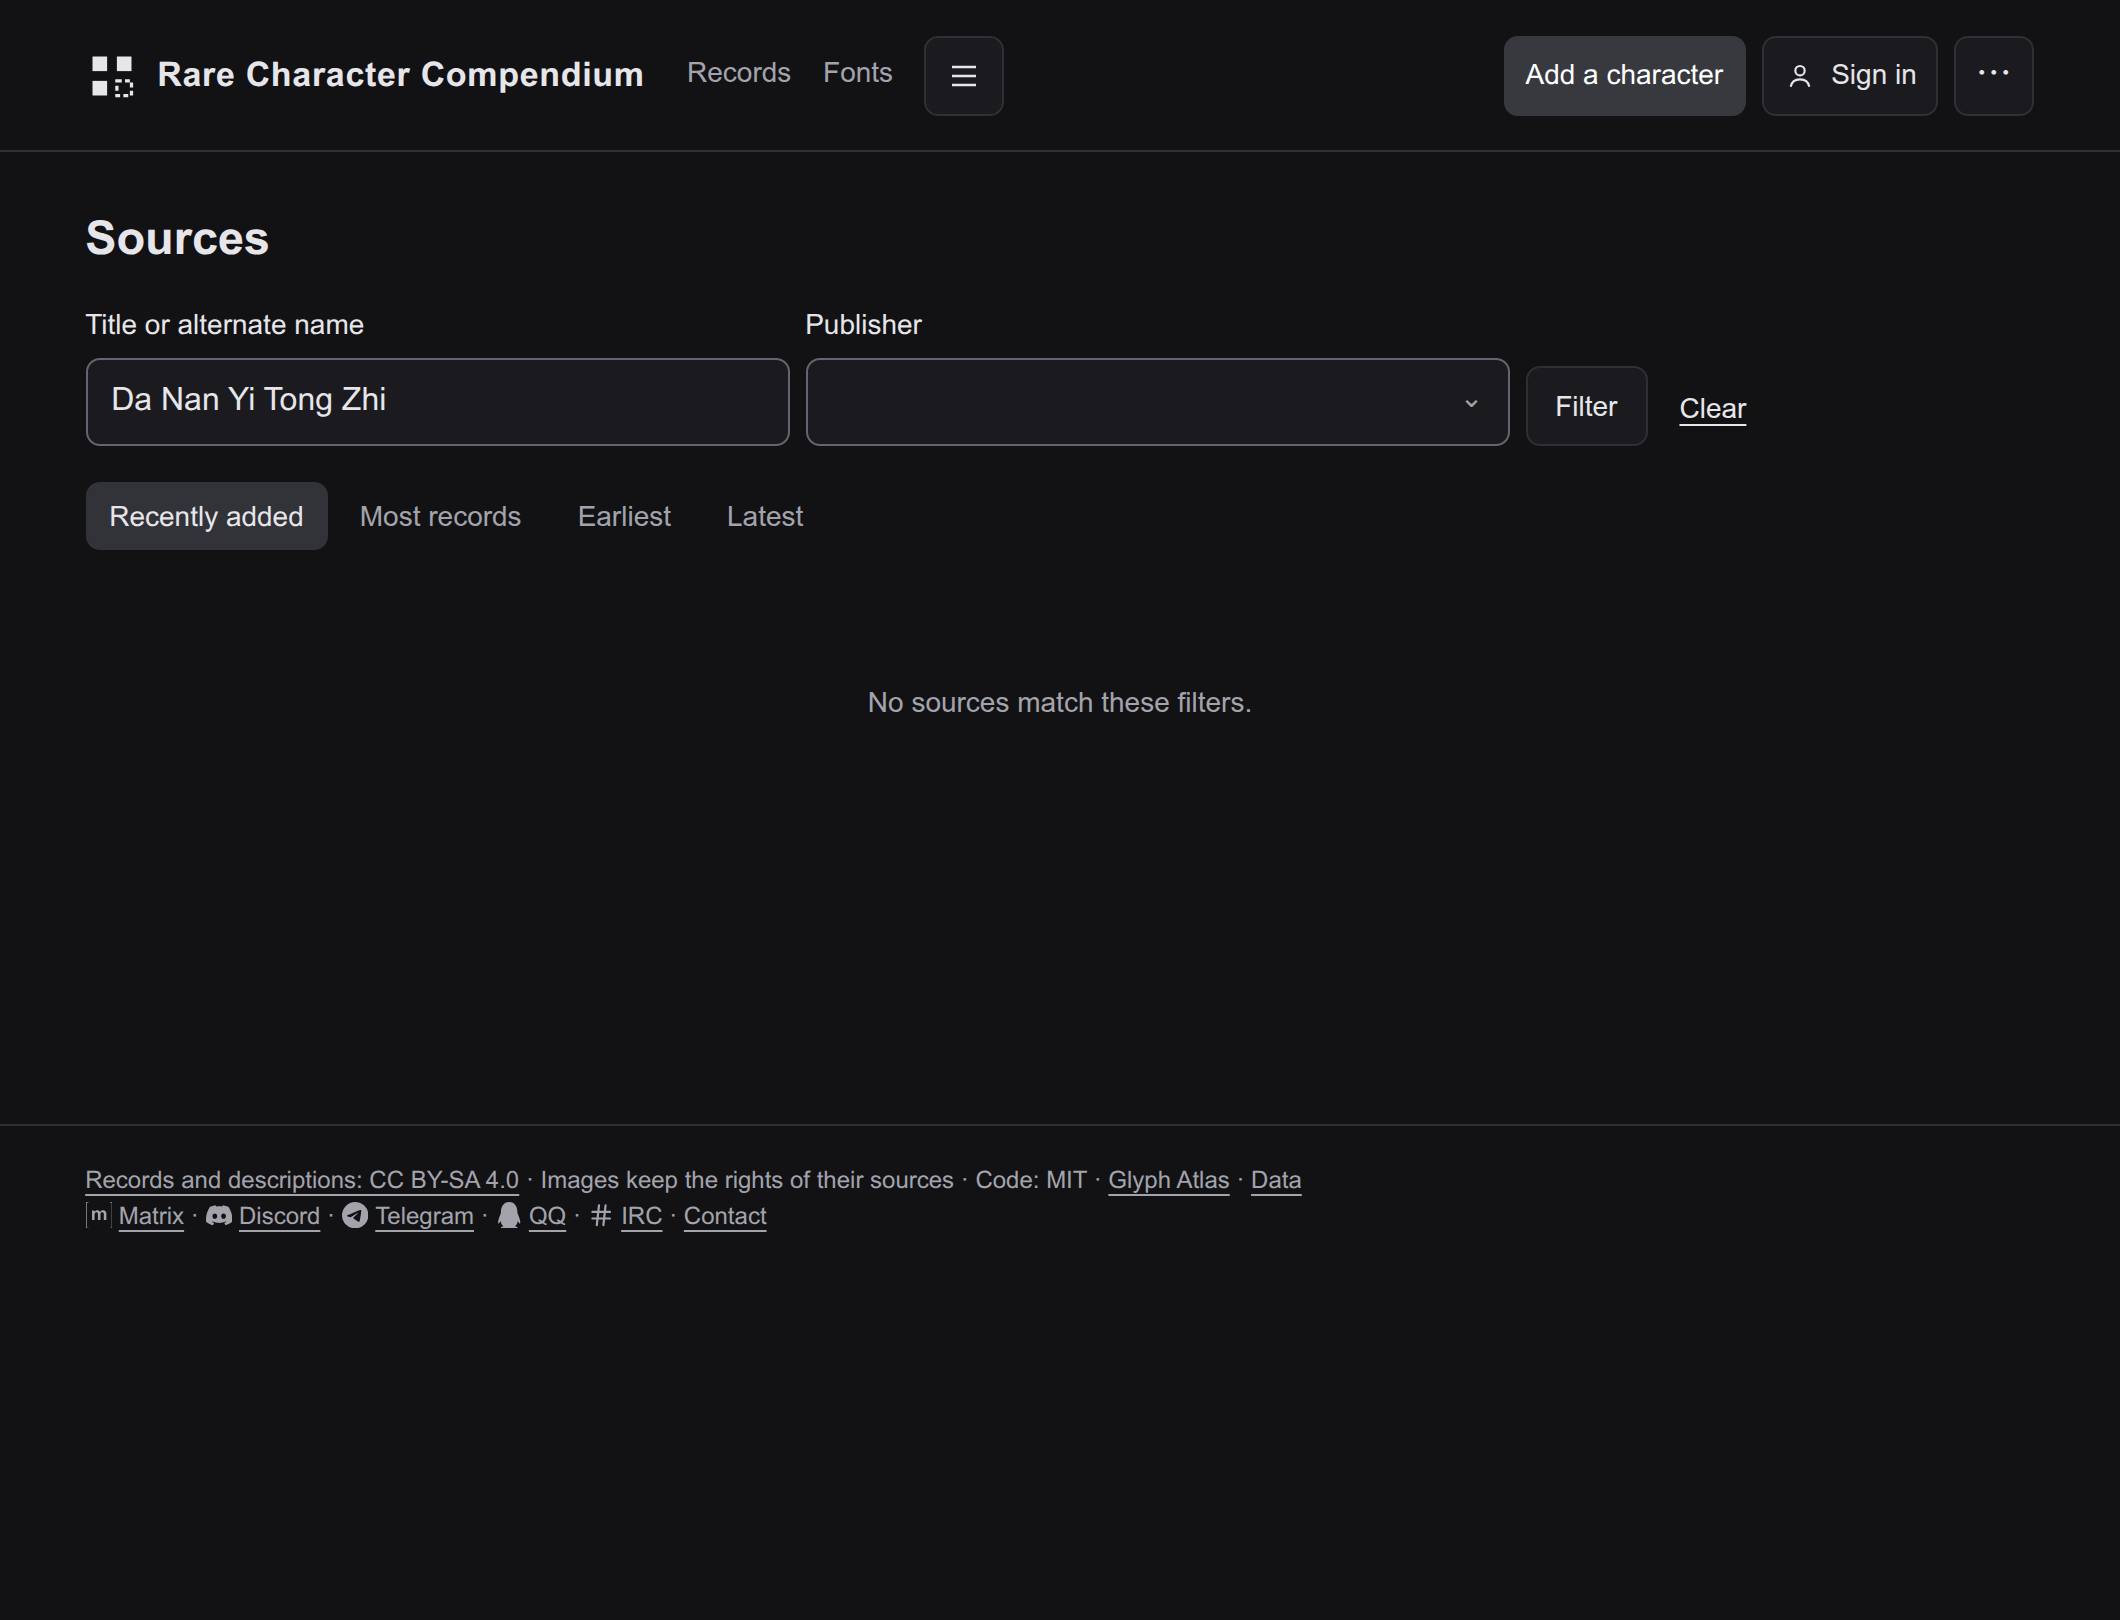 Rare Character Compendium Records Fonts Add a character Sign in ···
Sources
Title or alternate name Publisher
Da Nan Yi Tong Zhi Filter Clear
Recently added Most records Earliest Latest
No sources match these filters.
Records and descriptions: CC BY-SA 4.0 · Images keep the rights of their sources · Code: MIT · Glyph Atlas · Data
[m] Matrix · Discord · Telegram · QQ · # IRC · Contact